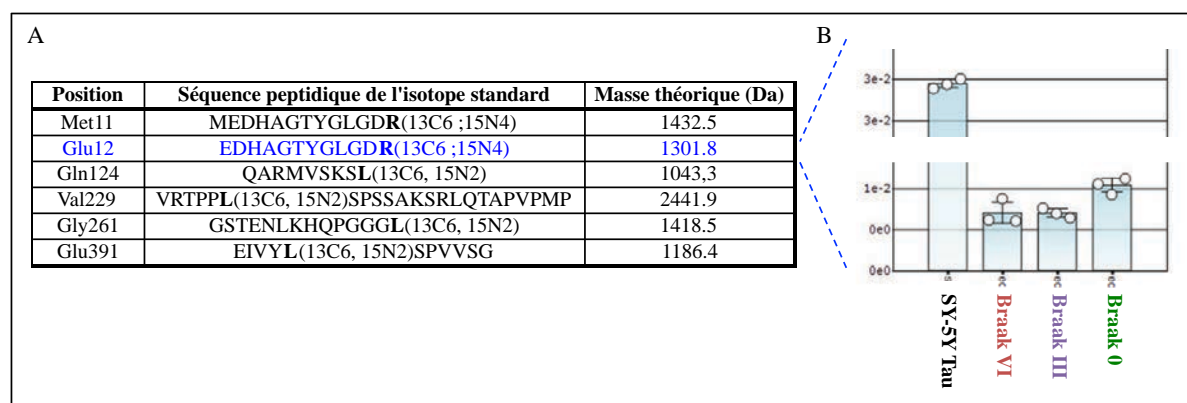 A
Position Séquence peptidique de l'isotope standard Masse théorique (Da)
Met11 MEDHAGTYGLGDR(13C6 ;15N4) 1432.5
Glu12 EDHAGTYGLGDR(13C6 ;15N4) 1301.8
Gln124 QARMVSKSL(13C6, 15N2) 1043,3
Val229 VRTPPL(13C6, 15N2)SPSSAKSRLQTAPVPMP 2441.9
Gly261 GSTENLKHQPGGGL(13C6, 15N2) 1418.5
Glu391 EIVYL(13C6, 15N2)SPVVSG 1186.4
B
3e-2
3e-2
1e-2
0e0
0e0
SY-5Y Tau
Braak VI
Braak III
Braak 0